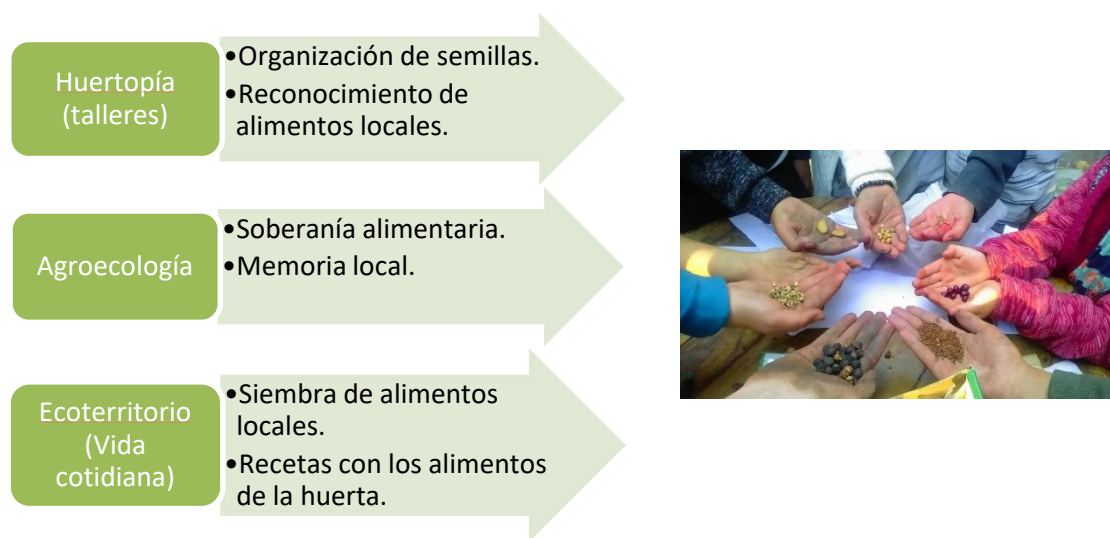 Huertopía
(talleres)
•Organización de semillas.
•Reconocimiento de
alimentos locales.
Agroecología
•Soberanía alimentaria.
•Memoria local.
Ecoterritorio
(Vida
cotidiana)
•Siembra de alimentos
locales.
•Recetas con los alimentos
de la huerta.